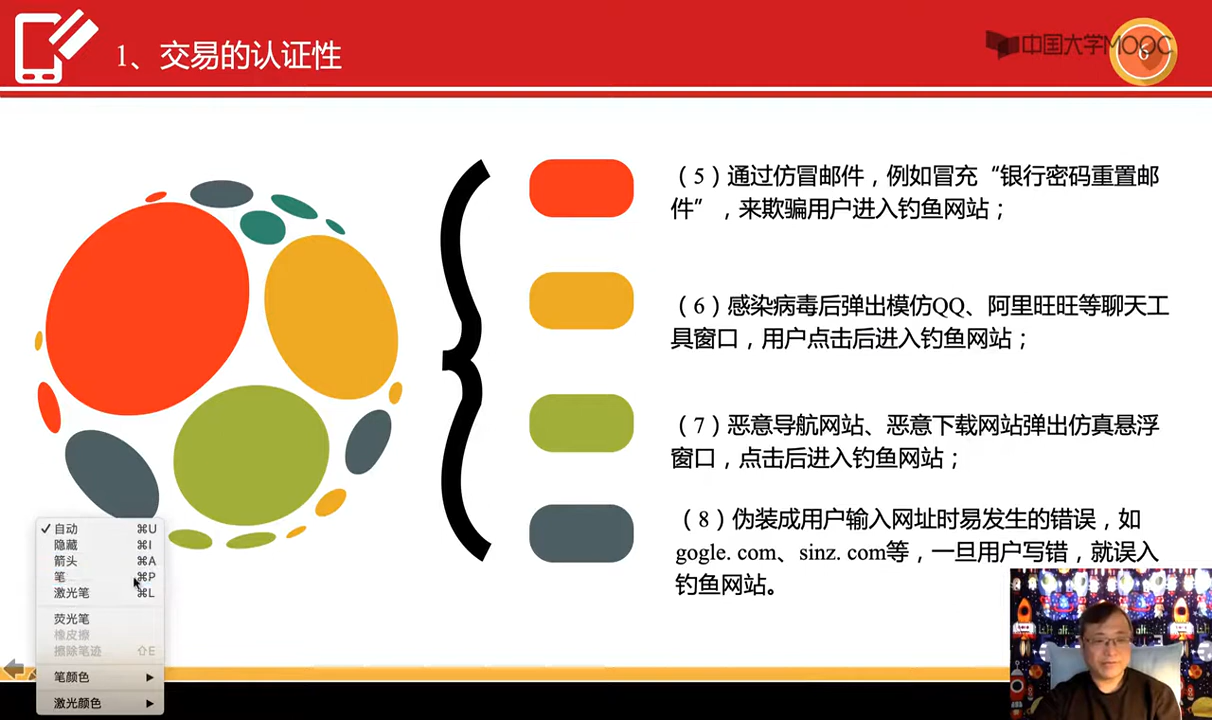 1、交易的认证性
中国大学MOOC
6
（5）通过仿冒邮件，例如冒充“银行密码重置邮
件”，来欺骗用户进入钓鱼网站；
（6）感染病毒后弹出模仿QQ、阿里旺旺等聊天工
具窗口，用户点击后进入钓鱼网站；
（7）恶意导航网站、恶意下载网站弹出仿真悬浮
窗口，点击后进入钓鱼网站；
（8）伪装成用户输入网址时易发生的错误，如
gogle. com、sinz. com等，一旦用户写错，就误入
钓鱼网站。
✓自动 ⌘U
隐藏 ⌘I
箭头 ⌘A
笔 ⌘P
激光笔 ⌘L
荧光笔
橡皮擦
擦除笔迹 ⇧E
笔颜色 ▶
激光颜色 ▶